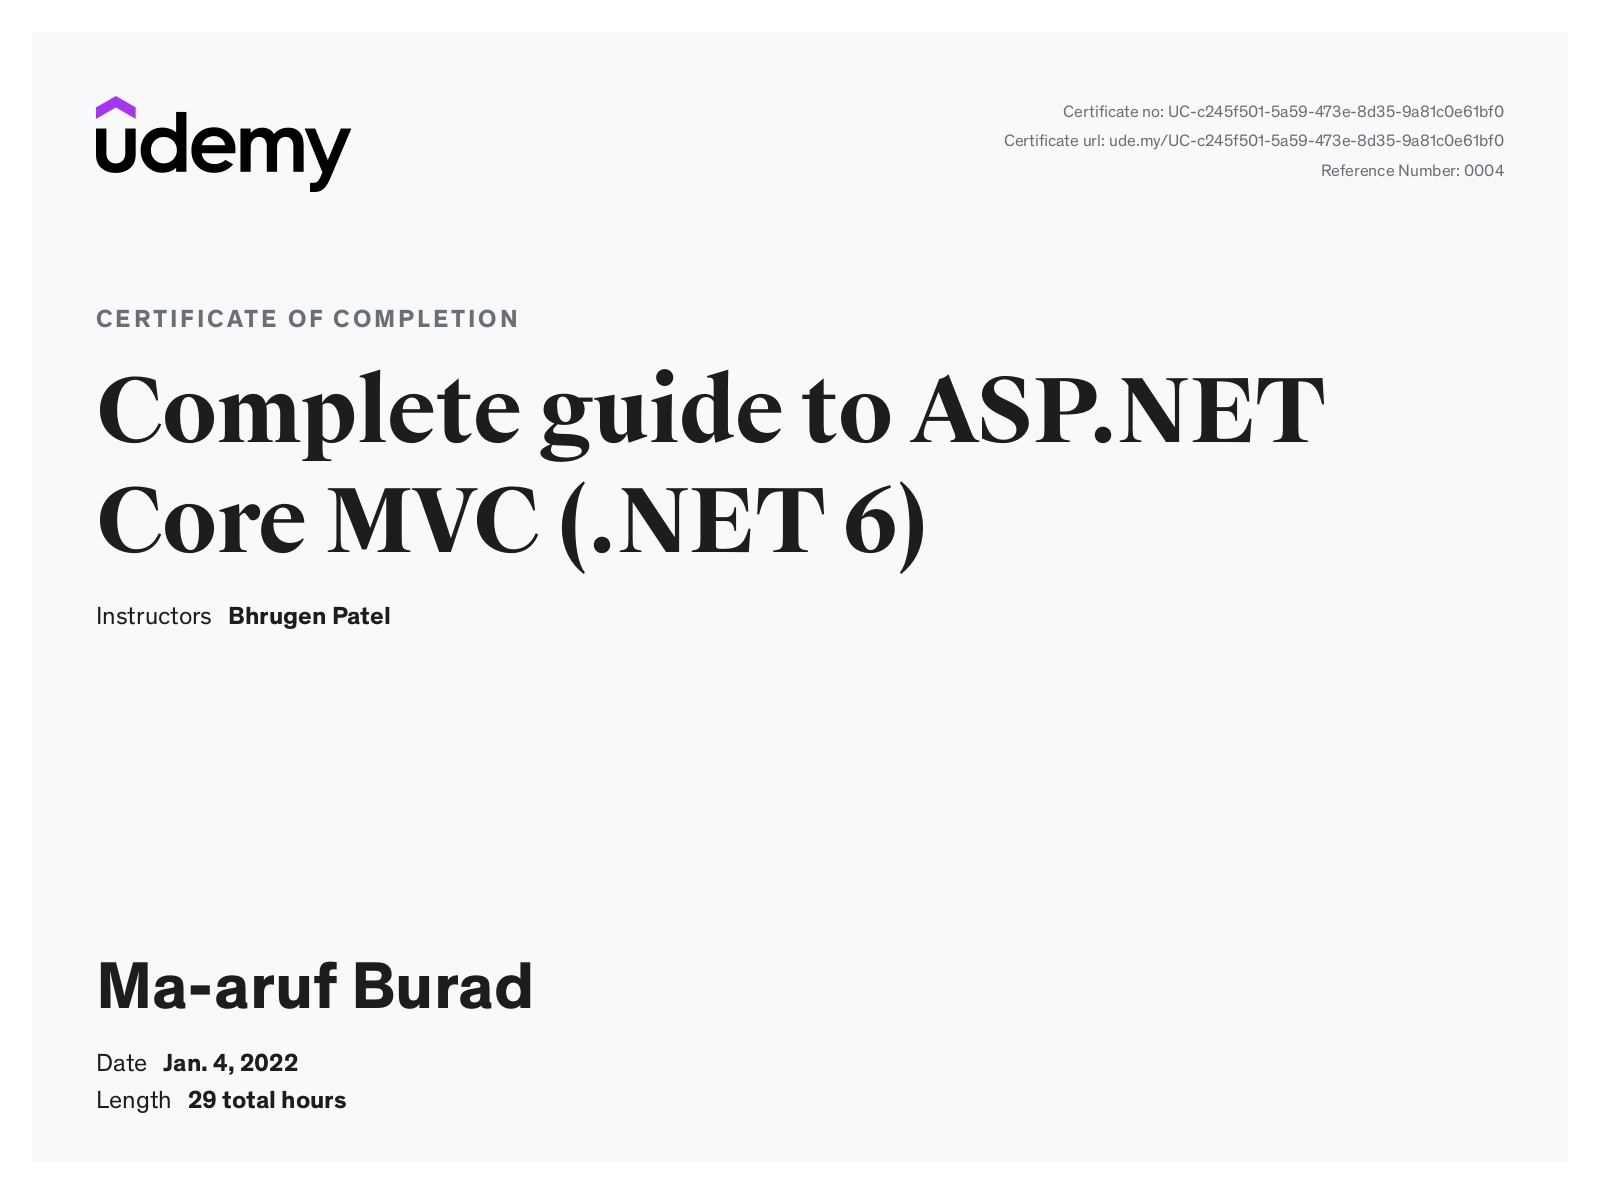 udemy
Certificate no: UC-c245f501-5a59-473e-8d35-9a81c0e61bf0
Certificate url: ude.my/UC-c245f501-5a59-473e-8d35-9a81c0e61bf0
Reference Number: 0004
CERTIFICATE OF COMPLETION
Complete guide to ASP.NET
Core MVC (.NET 6)
Instructors Bhrugen Patel
Ma-aruf Burad
Date Jan. 4, 2022
Length 29 total hours